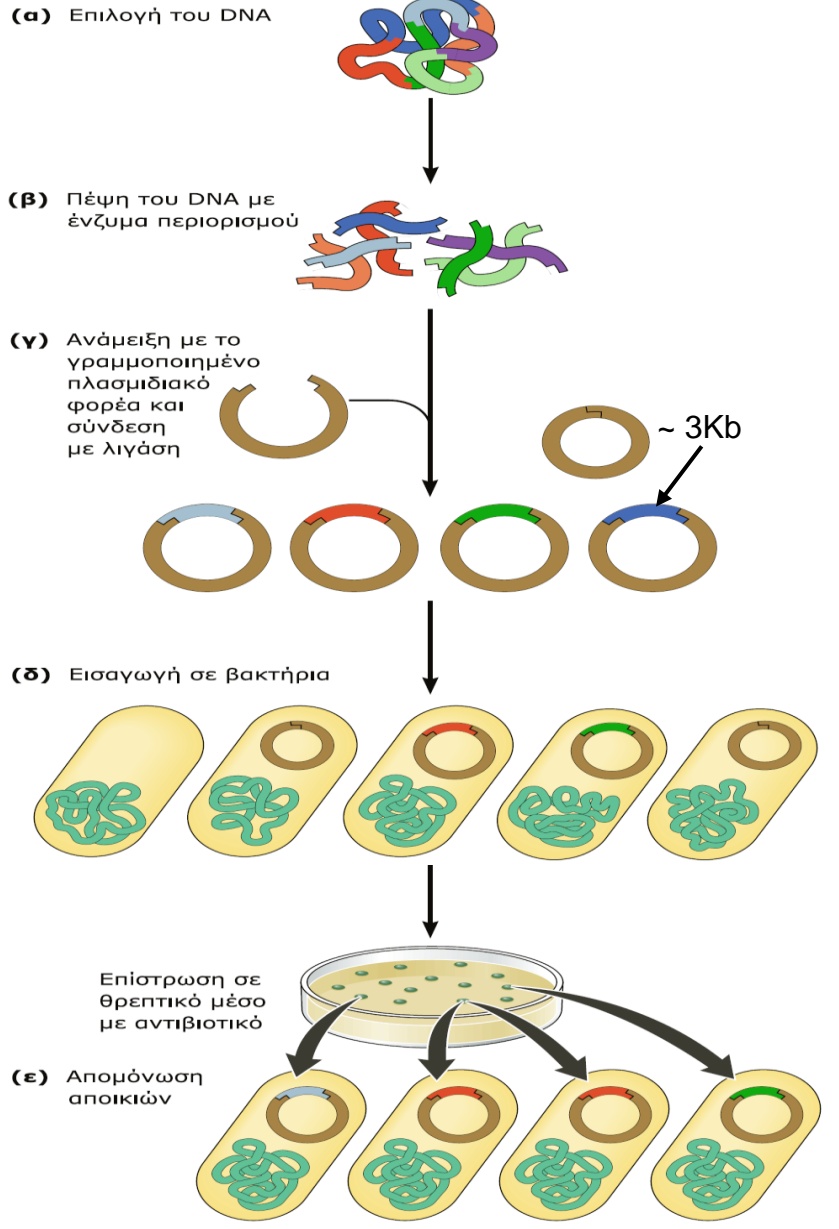 (α) Επιλογή του DNA
(β) Πέψη του DNA με
ένζυμα περιορισμού
(γ) Ανάμειξη με το
γραμμοποιημένο
πλασμιδιακό
φορέα και
σύνδεση
με λιγάση
~ 3Kb
(δ) Εισαγωγή σε βακτήρια
Επίστρωση σε
θρεπτικό μέσο
με αντιβιοτικό
(ε) Απομόνωση
αποικιών